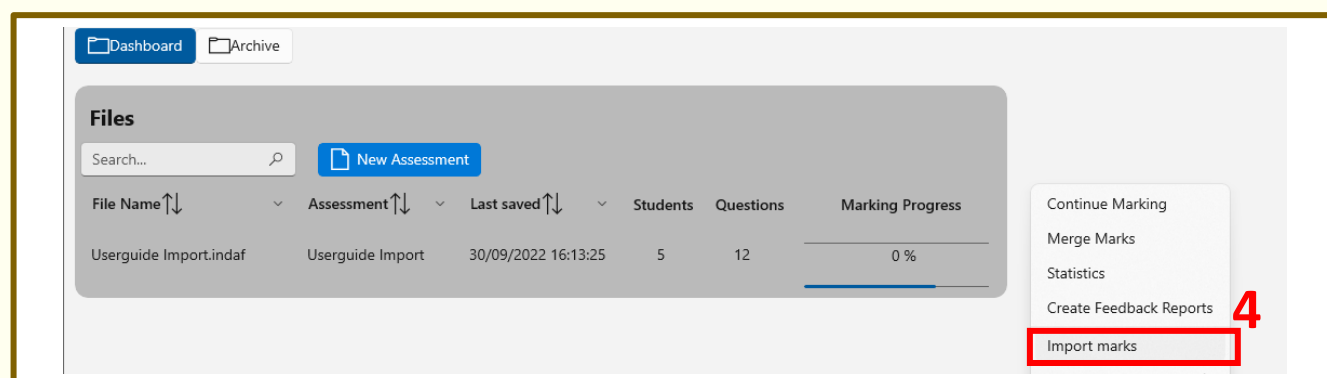 Dashboard Archive
Files
Search... New Assessment
File Name Assessment Last saved Students Questions Marking Progress
Userguide Import.indaf Userguide Import 30/09/2022 16:13:25 5 12 0 %
Continue Marking
Merge Marks
Statistics
Create Feedback Reports
4
Import marks